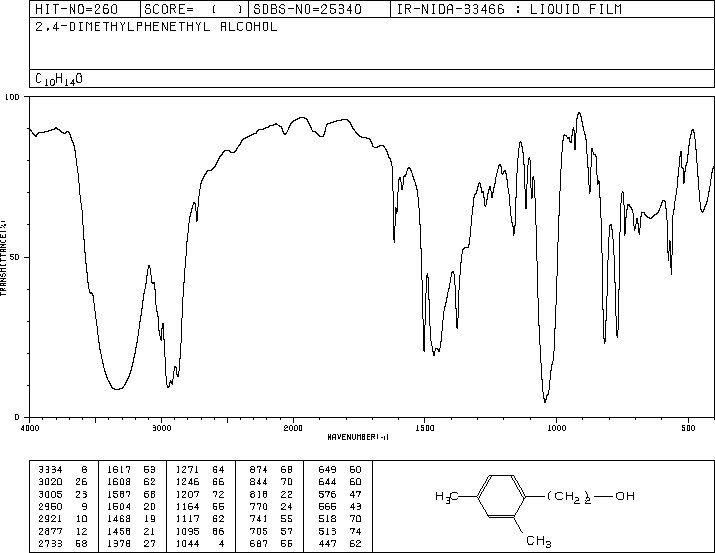 HIT-NO=260 SCORE= ( ) SDBS-NO=25340 IR-NIDA-33466 : LIQUID FILM
2,4-DIMETHYLPHENETHYL ALCOHOL
C10H14O
100
50
0
TRANSMITTANCE(%)
4000 3000 2000 1500 1000 500
WAVENUMBER(-1)
3334 8 1617 53 1271 64 874 68 649 60
3020 26 1608 62 1246 66 844 70 644 60
3005 23 1587 68 1207 72 818 22 576 47
2960 9 1504 20 1164 55 770 24 566 43
2921 10 1468 19 1117 62 741 55 518 70
2877 12 1458 21 1095 66 705 57 513 74
2733 58 1378 27 1044 4 687 55 447 62
H3C (CH2)2 OH
CH3